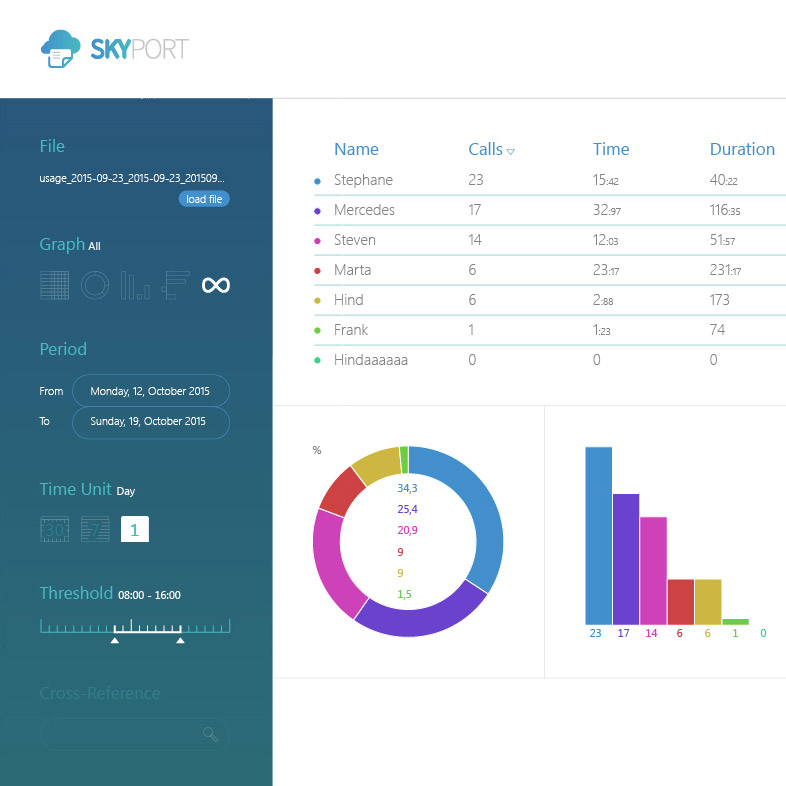 SKYPORT
File
usage_2015-09-23_2015-09-23_201509...
load file
Graph All
Period
From Monday, 12, October 2015
To Sunday, 19, October 2015
Time Unit Day
30 7 1
Threshold 08:00 - 16:00
Cross-Reference
Name Calls Time Duration
Stephane 23 15:42 40:22
Mercedes 17 32:97 116:35
Steven 14 12:03 51:57
Marta 6 23:17 231:17
Hind 6 2:88 173
Frank 1 1:23 74
Hindaaaaaa 0 0 0
%
34,3
25,4
20,9
9
9
1,5
23 17 14 6 6 1 0